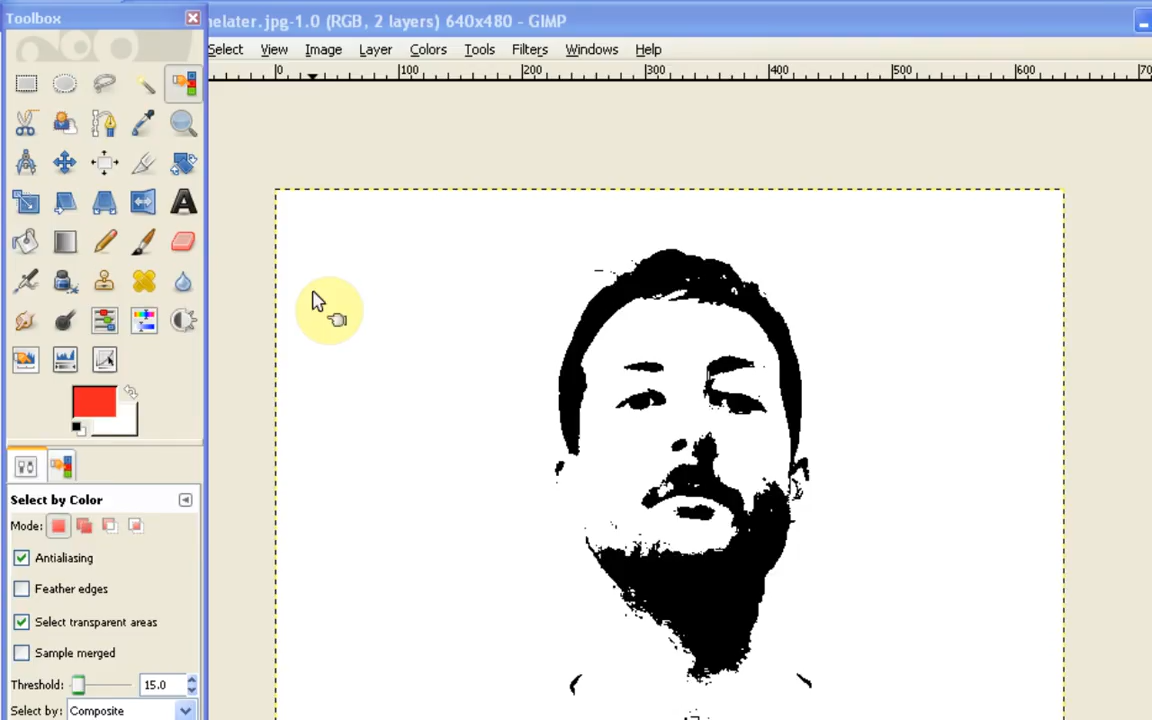 Toolbox
helater.jpg-1.0 (RGB, 2 layers) 640x480 - GIMP
Select View Image Layer Colors Tools Filters Windows Help
0 100 200 300 400 500 600 700
Select by Color
Mode:
Antialiasing
Feather edges
Select transparent areas
Sample merged
Threshold: 15.0
Select by: Composite